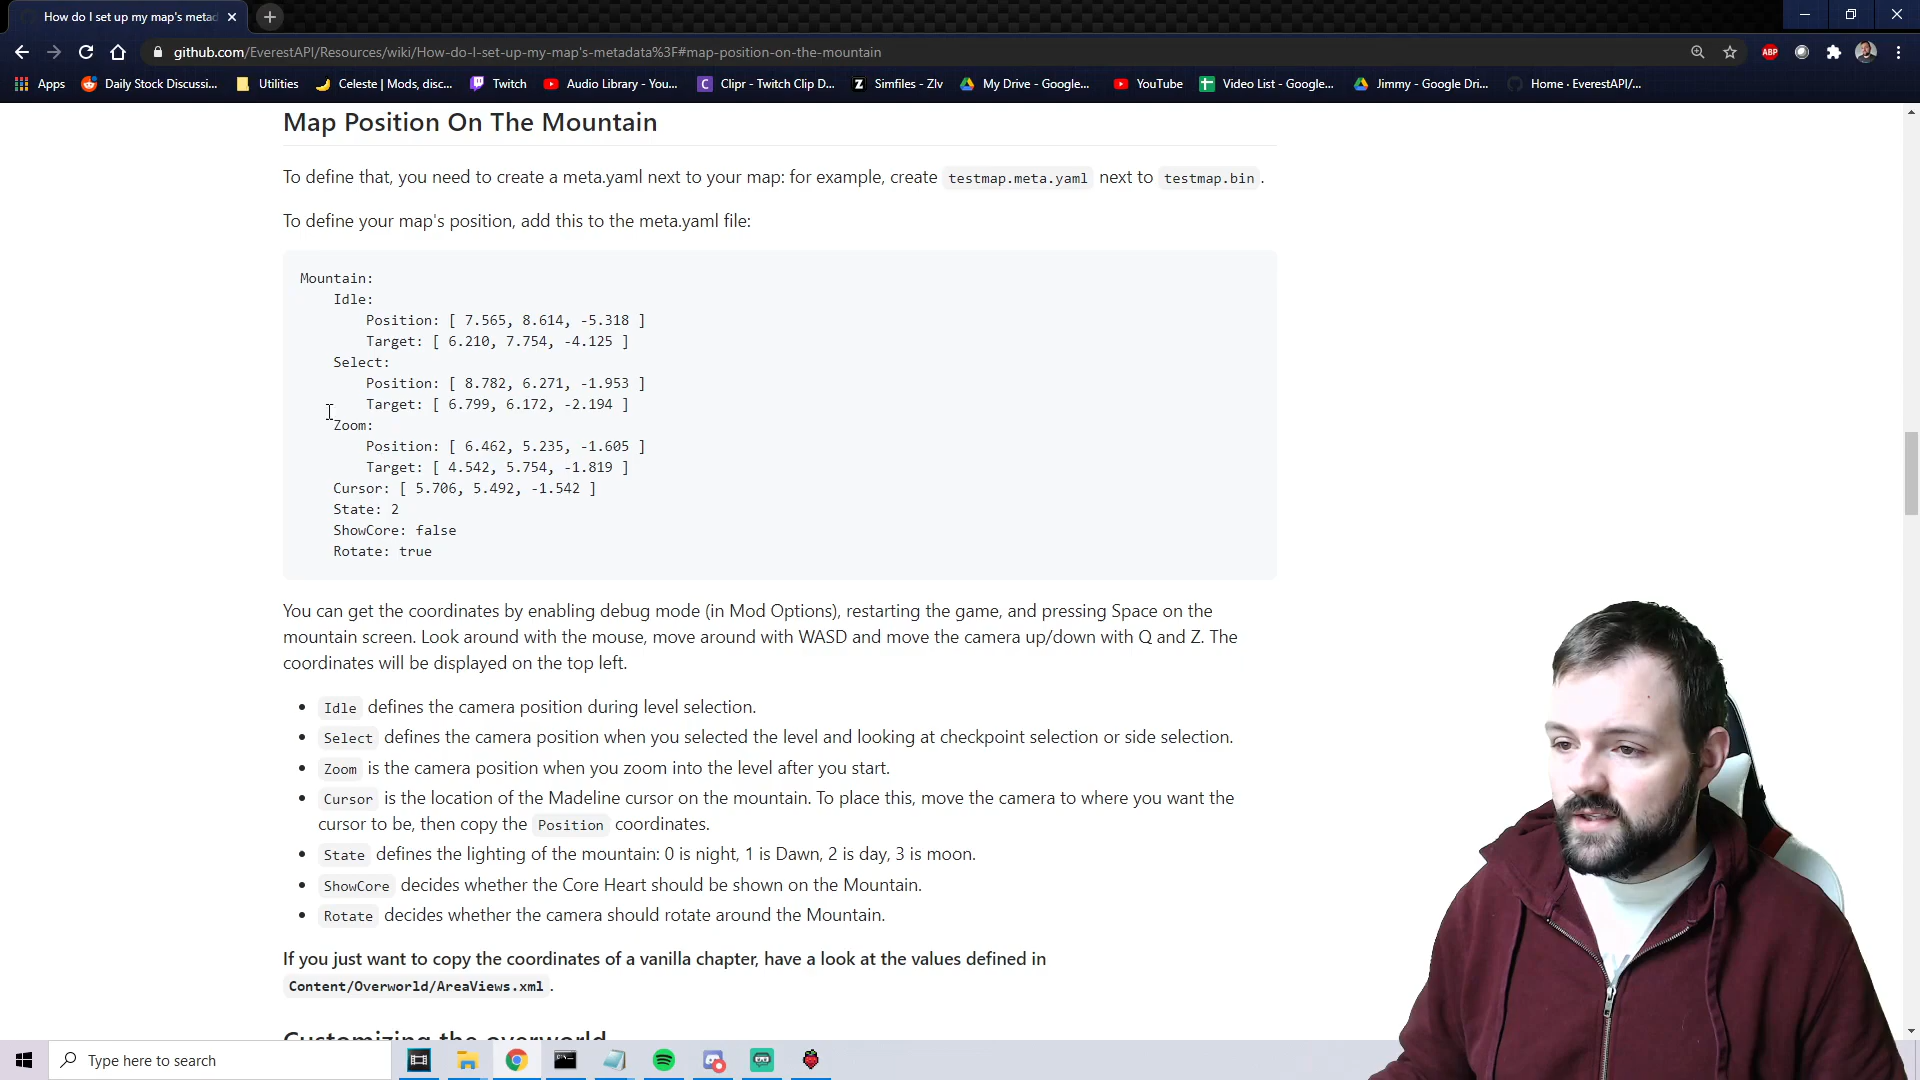 How do I set up my map's metad
github.com/EverestAPI/Resources/wiki/How-do-I-set-up-my-map's-metadata%3F#map-position-on-the-mountain
ABP
Apps
Daily Stock Discussi...
Utilities
Celeste | Mods, disc...
Twitch
Audio Library - You...
Clipr - Twitch Clip D...
Simfiles - ZIv
My Drive - Google...
YouTube
Video List - Google...
Jimmy - Google Dri...
Home · EverestAPI/...
Map Position On The Mountain
To define that, you need to create a meta.yaml next to your map: for example, create testmap.meta.yaml next to testmap.bin .
To define your map's position, add this to the meta.yaml file:
Mountain:
Idle:
Position: [ 7.565, 8.614, -5.318 ]
Target: [ 6.210, 7.754, -4.125 ]
Select:
Position: [ 8.782, 6.271, -1.953 ]
Target: [ 6.799, 6.172, -2.194 ]
Zoom:
Position: [ 6.462, 5.235, -1.605 ]
Target: [ 4.542, 5.754, -1.819 ]
Cursor: [ 5.706, 5.492, -1.542 ]
State: 2
ShowCore: false
Rotate: true
You can get the coordinates by enabling debug mode (in Mod Options), restarting the game, and pressing Space on the
mountain screen. Look around with the mouse, move around with WASD and move the camera up/down with Q and Z. The
coordinates will be displayed on the top left.
• Idle defines the camera position during level selection.
• Select defines the camera position when you selected the level and looking at checkpoint selection or side selection.
• Zoom is the camera position when you zoom into the level after you start.
• Cursor is the location of the Madeline cursor on the mountain. To place this, move the camera to where you want the
cursor to be, then copy the Position coordinates.
• State defines the lighting of the mountain: 0 is night, 1 is Dawn, 2 is day, 3 is moon.
• ShowCore decides whether the Core Heart should be shown on the Mountain.
• Rotate decides whether the camera should rotate around the Mountain.
If you just want to copy the coordinates of a vanilla chapter, have a look at the values defined in
Content/Overworld/AreaViews.xml .
Customizing the overworld
Type here to search